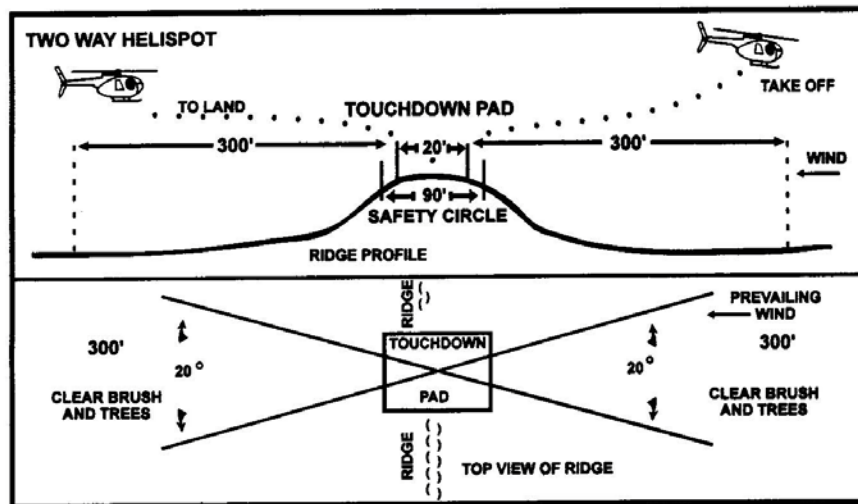 TWO WAY HELISPOT
TAKE OFF
TO LAND
TOUCHDOWN PAD
300'
20'
300'
WIND
90'
SAFETY CIRCLE
RIDGE PROFILE
RIDGE
PREVAILING
WIND
300'
20°
TOUCHDOWN
PAD
20°
300'
CLEAR BRUSH
AND TREES
CLEAR BRUSH
AND TREES
RIDGE
TOP VIEW OF RIDGE